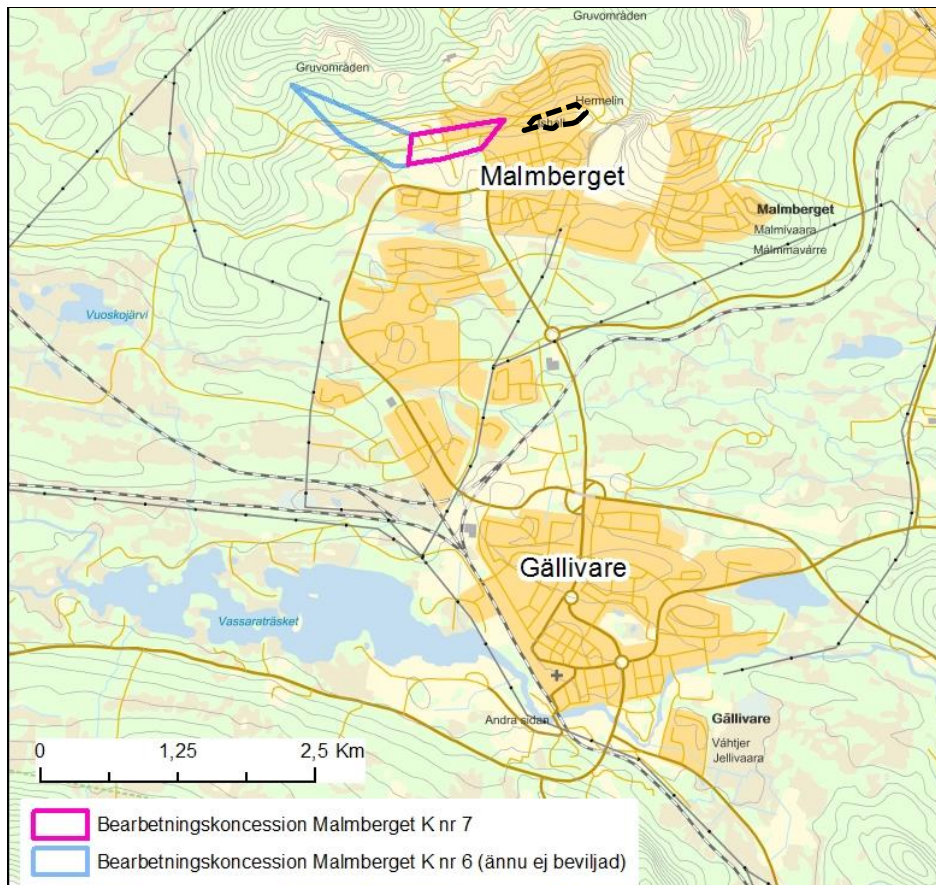 Gruvområden
Gruvområden
Hermelin
Malmberget
Malmberget
Malmivaara
Málmmavárre
Vuoskojärvi
Gällivare
Vassaraträsket
Andra sidan
Gällivare
Váhtjer
Jellivaara
0 1,25 2,5 Km
Bearbetningskoncession Malmberget K nr 7
Bearbetningskoncession Malmberget K nr 6 (ännu ej beviljad)